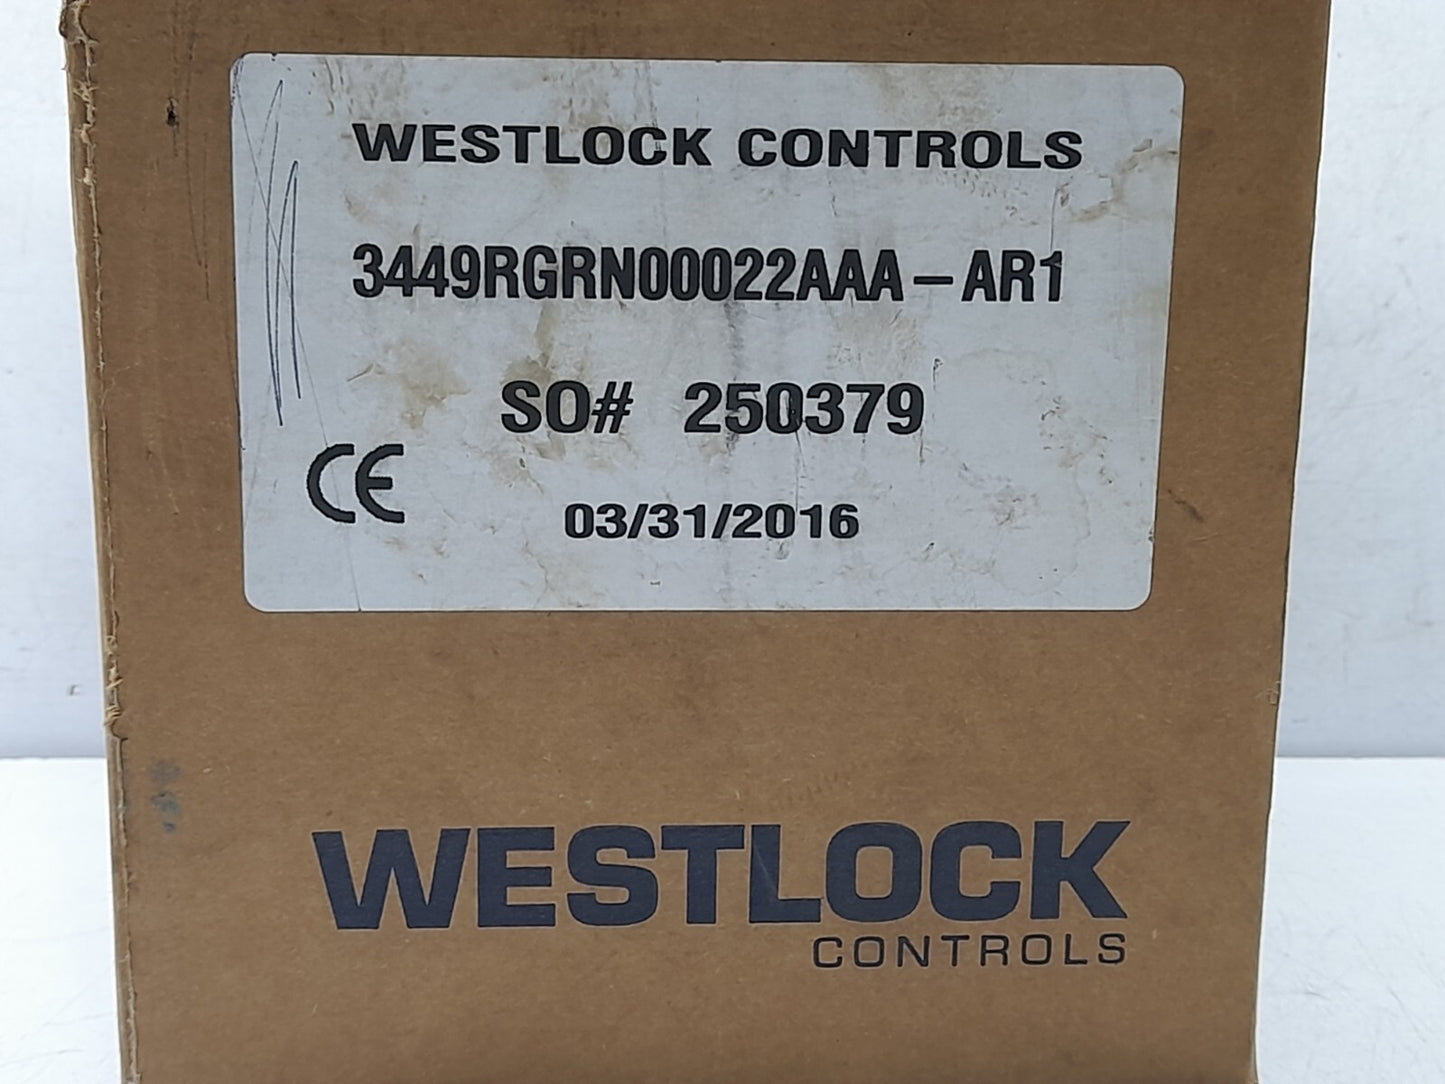 WESTLOCK CONTROLS
3449RGRN00022AAA-AR1
SO# 250379
CE
03/31/2016
WESTLOCK
CONTROLS